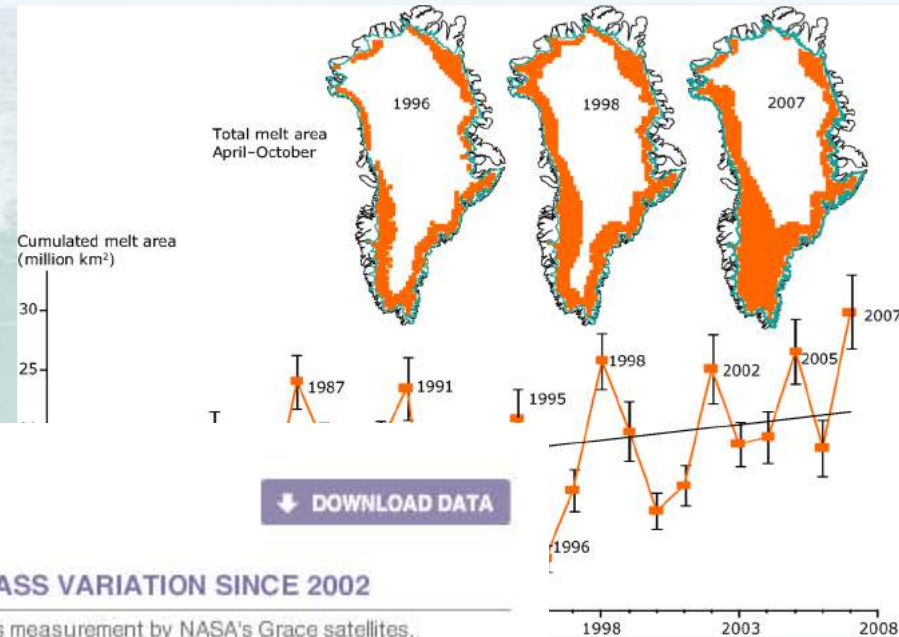 1996
1998
2007
Total melt area
April–October
Cumulated melt area
(million km²)
30
25
1987
1991
1995
1998
2002
2005
2007
1996
DOWNLOAD DATA
ASS VARIATION SINCE 2002
s measurement by NASA's Grace satellites.
1998
2003
2008